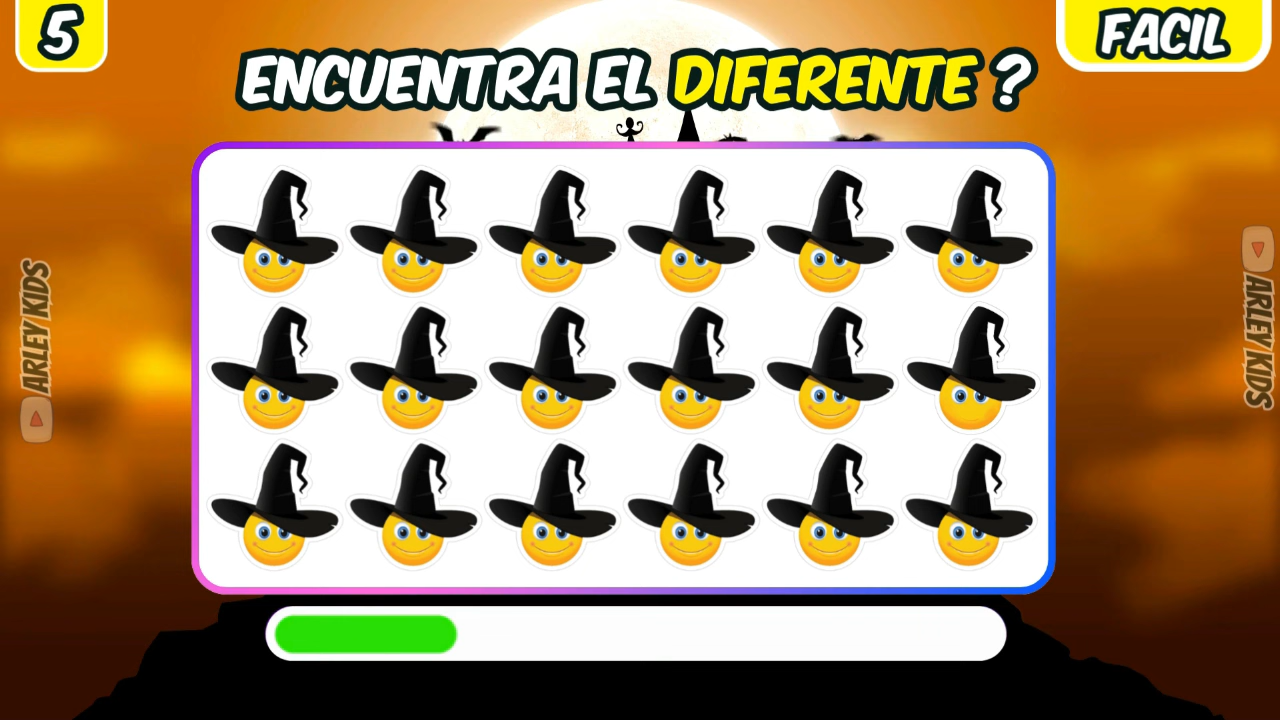 5
FACIL
ENCUENTRA EL DIFERENTE ?
ARLEY KIDS
ARLEY KIDS